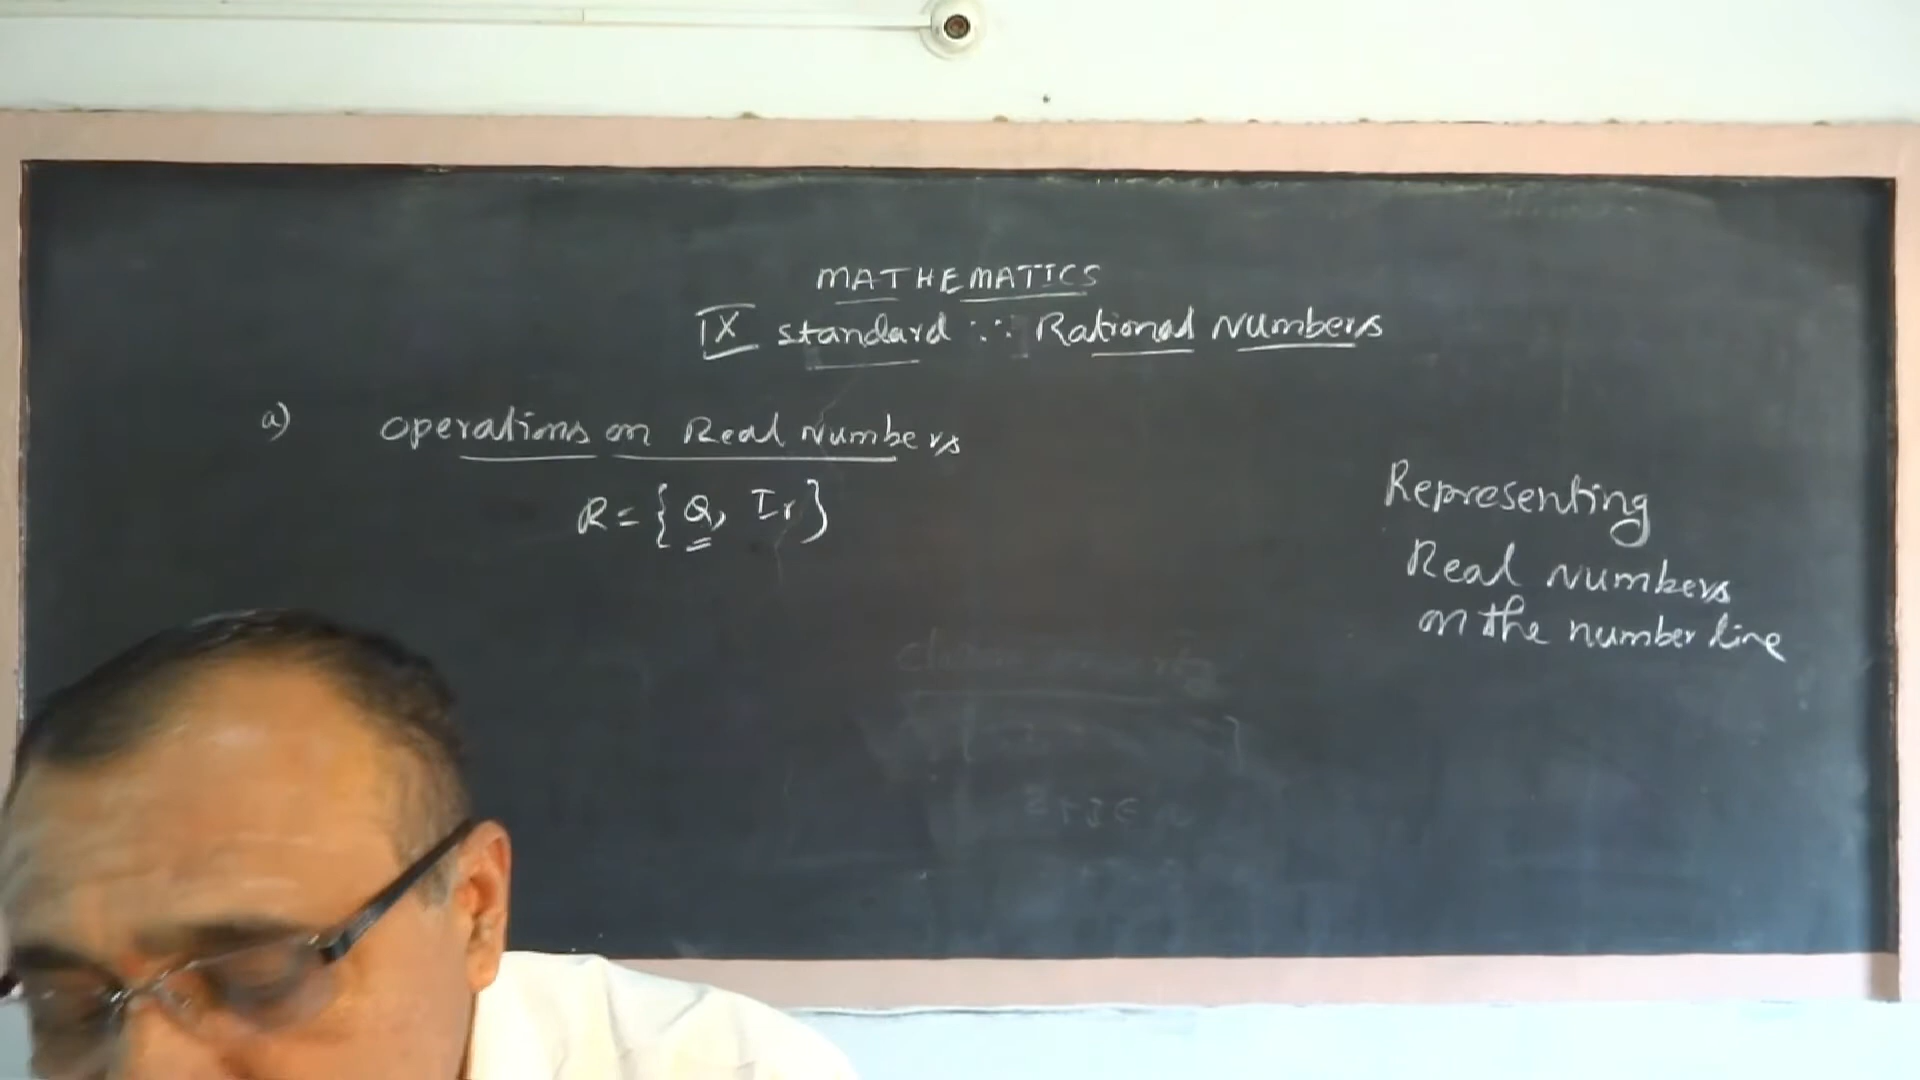 MATHEMATICS
IX standard ∴ Rational Numbers
a) Operations on Real Numbers
R = { Q, Ir }
Representing
Real Numbers
on the number line